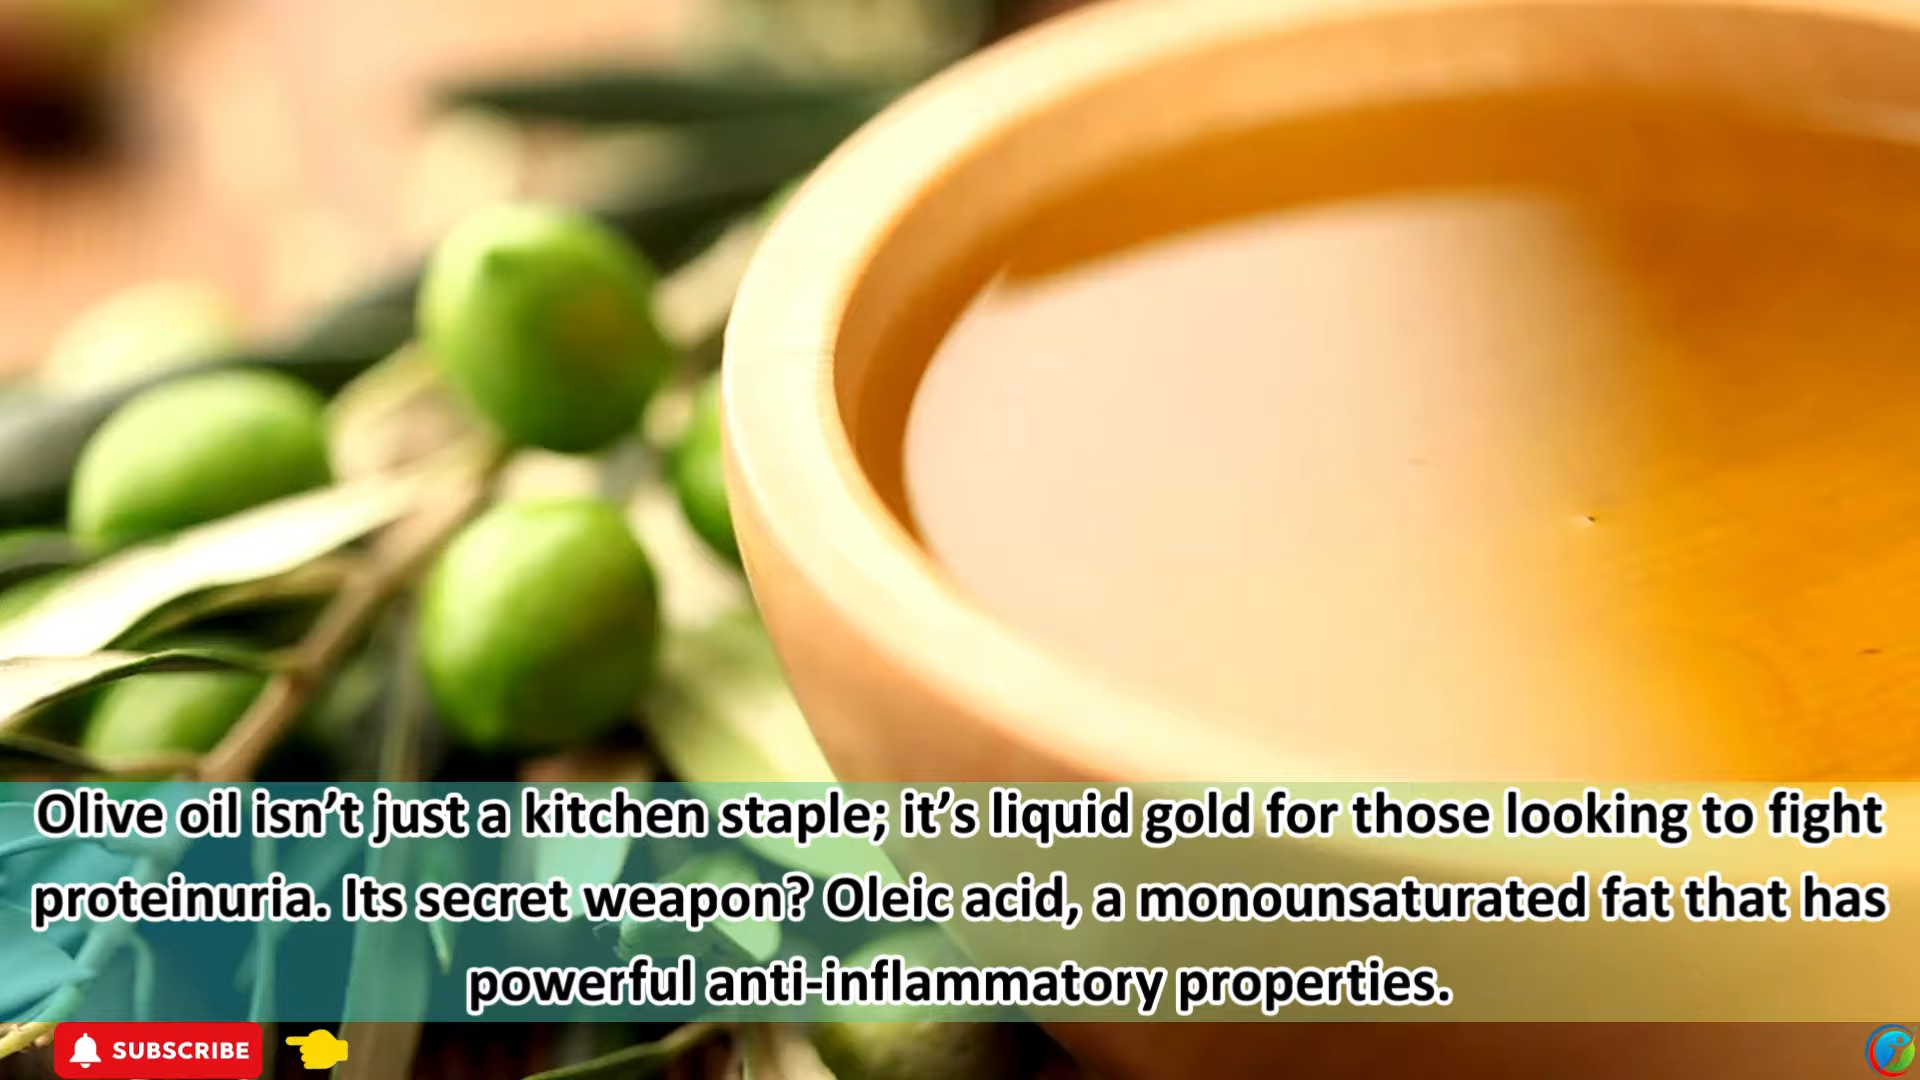 Olive oil isn’t just a kitchen staple; it’s liquid gold for those looking to fight
proteinuria. Its secret weapon? Oleic acid, a monounsaturated fat that has
powerful anti-inflammatory properties.
SUBSCRIBE